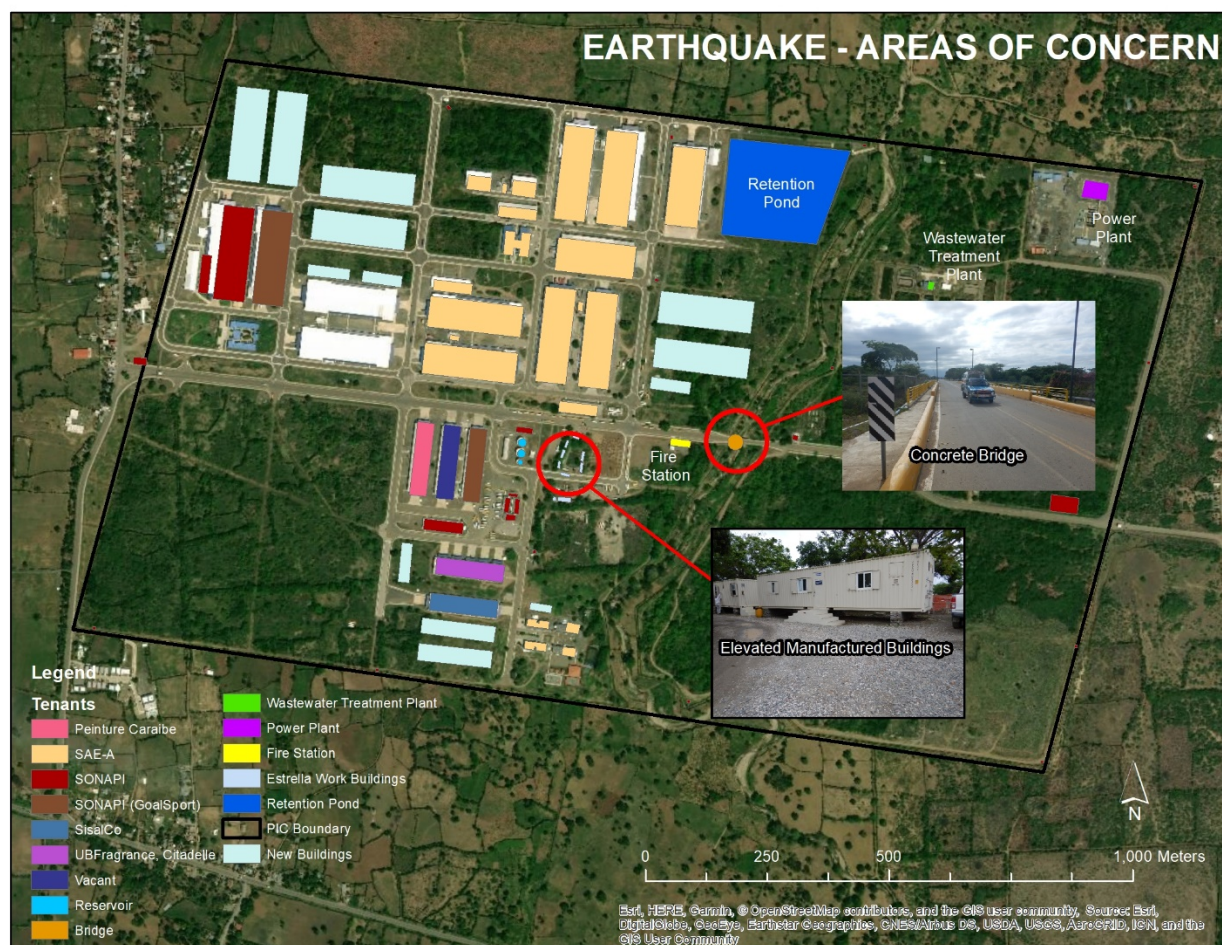 EARTHQUAKE - AREAS OF CONCERN
Retention
Pond
Power
Plant
Wastewater
Treatment
Plant
Concrete Bridge
Fire
Station
Elevated Manufactured Buildings
Legend
Tenants
Peinture Caraibe
SAE-A
SONAPI
SONAPI (GoalSport)
SisalCo
UBFragrance, Citadelle
Vacant
Reservoir
Bridge
Wastewater Treatment Plant
Power Plant
Fire Station
Estrella Work Buildings
Retention Pond
PIC Boundary
New Buildings
N
0 250 500 1,000 Meters
Esri, HERE, Garmin, © OpenStreetMap contributors, and the GIS user community, Source: Esri,
DigitalGlobe, GeoEye, Earthstar Geographics, CNES/Airbus DS, USDA, USGS, AeroGRID, IGN, and the
GIS User Community